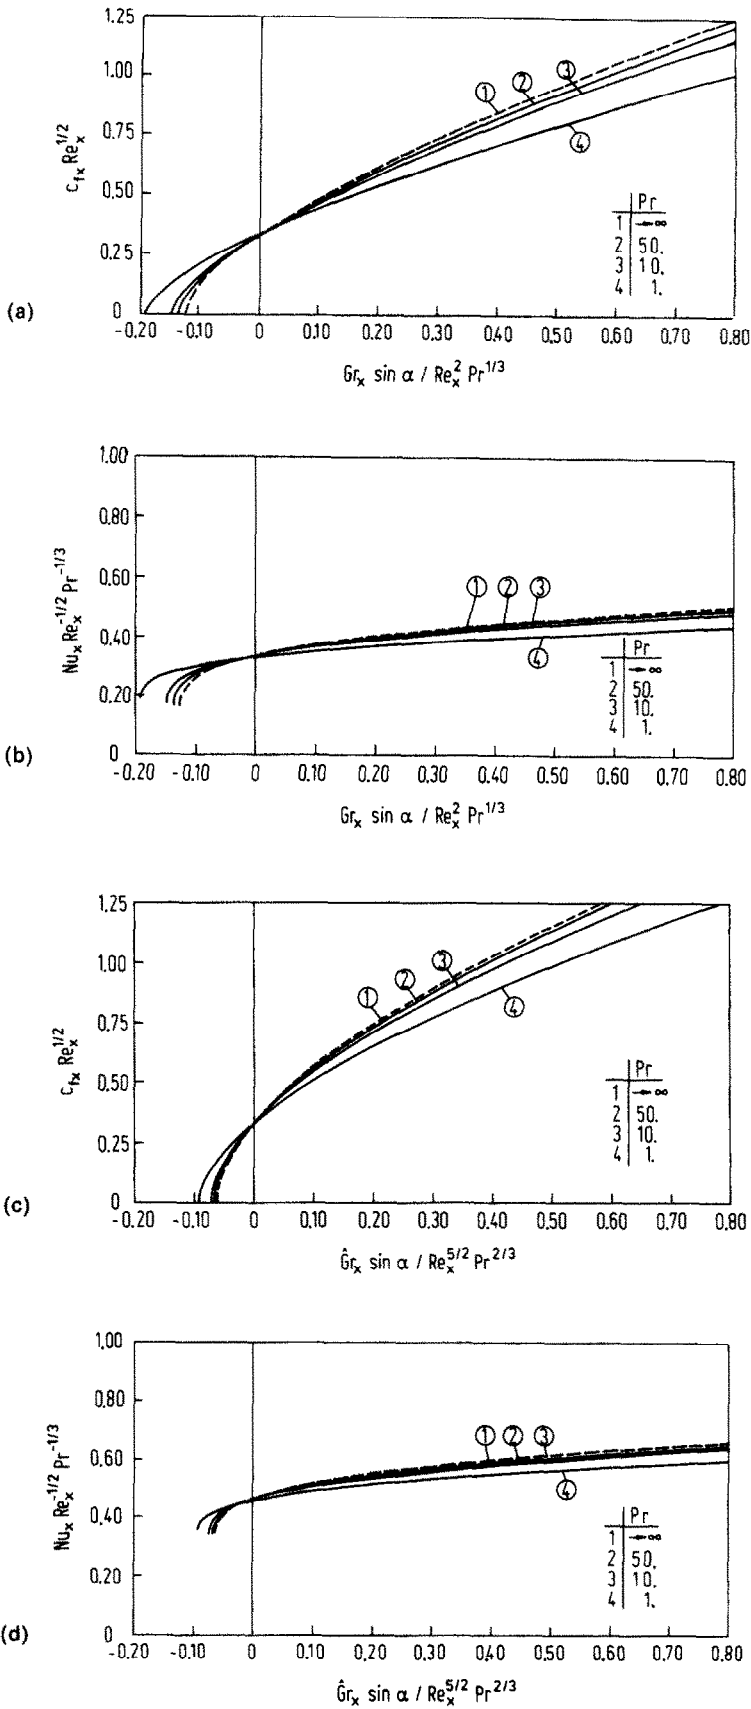 1.25
1.00
0.75
0.50
0.25
0
C_fx Re_x^1/2
① ② ③ ④
Pr
1 →∞
2 50.
3 10.
4 1.
(a)
-0.20 -0.10 0 0.10 0.20 0.30 0.40 0.50 0.60 0.70 0.80
Gr_x sin α / Re_x^2 Pr^1/3
1.00
0.80
0.60
0.40
0.20
0
Nu_x Re_x^-1/2 Pr^-1/3
① ② ③ ④
Pr
1 →∞
2 50.
3 10.
4 1.
(b)
-0.20 -0.10 0 0.10 0.20 0.30 0.40 0.50 0.60 0.70 0.80
Gr_x sin α / Re_x^2 Pr^1/3
1.25
1.00
0.75
0.50
0.25
0
C_fx Re_x^1/2
① ② ③ ④
Pr
1 →∞
2 50.
3 10.
4 1.
(c)
-0.20 -0.10 0 0.10 0.20 0.30 0.40 0.50 0.60 0.70 0.80
Ĝr_x sin α / Re_x^5/2 Pr^2/3
1.00
0.80
0.60
0.40
0.20
0
Nu_x Re_x^-1/2 Pr^-1/3
① ② ③ ④
Pr
1 →∞
2 50.
3 10.
4 1.
(d)
-0.20 -0.10 0 0.10 0.20 0.30 0.40 0.50 0.60 0.70 0.80
Ĝr_x sin α / Re_x^5/2 Pr^2/3